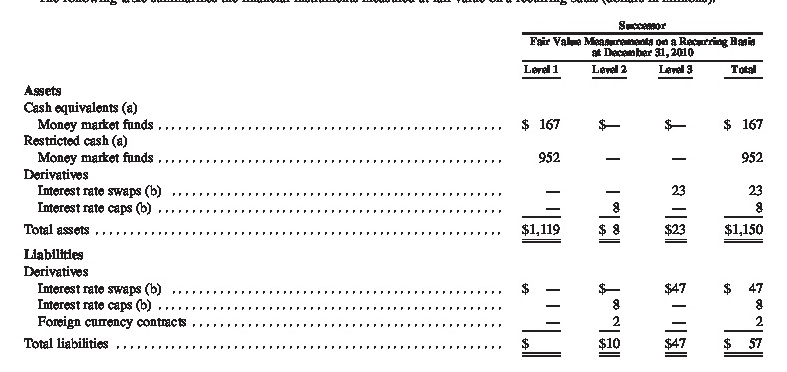 Successor
Fair Value Measurements on a Recurring Basis
at December 31, 2010
Level 1 Level 2 Level 3 Total
Assets
Cash equivalents (a)
Money market funds $ 167 $— $— $ 167
Restricted cash (a)
Money market funds 952 — — 952
Derivatives
Interest rate swaps (b) — — 23 23
Interest rate caps (b) — 8 — 8
Total assets $1,119 $ 8 $23 $1,150
Liabilities
Derivatives
Interest rate swaps (b) $ — $— $47 $ 47
Interest rate caps (b) — 8 — 8
Foreign currency contracts — 2 — 2
Total liabilities $ $10 $47 $ 57